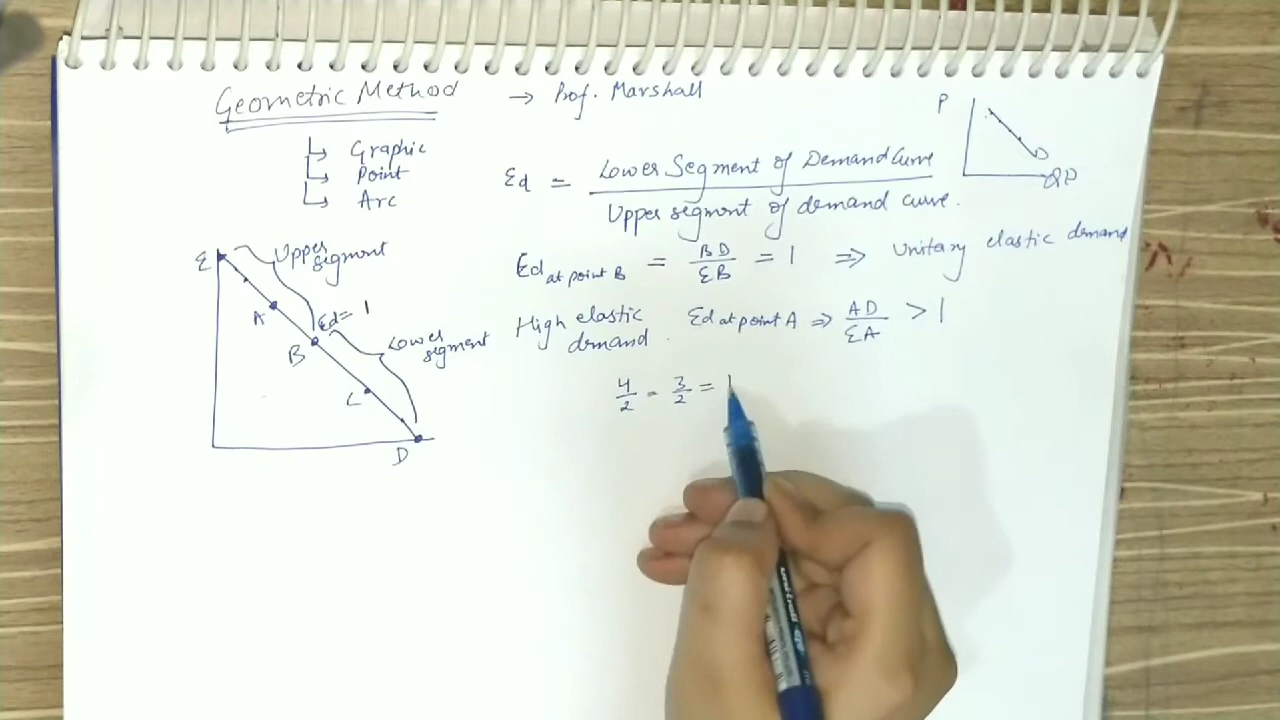 Geometric Method → Prof. Marshall
↳ Graphic
↳ Point
↳ Arc
P
D
QD
Ed = Lower Segment of Demand Curve
Upper segment of demand curve.
E
Upper
segment
A
Ed = 1
B
Lower
segment
C
D
Ed at point B = BD/EB = 1 ⇒ Unitary elastic demand
High elastic
demand.
Ed at point A ⇒ AD/EA > 1
4/2 - 3/2 = 1